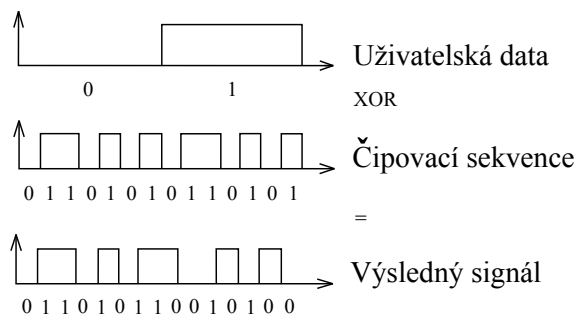 Uživatelská data
0 1
XOR
Čipovací sekvence
0 1 1 0 1 0 1 0 1 1 0 1 0 1
=
Výsledný signál
0 1 1 0 1 0 1 1 0 0 1 0 1 0 0